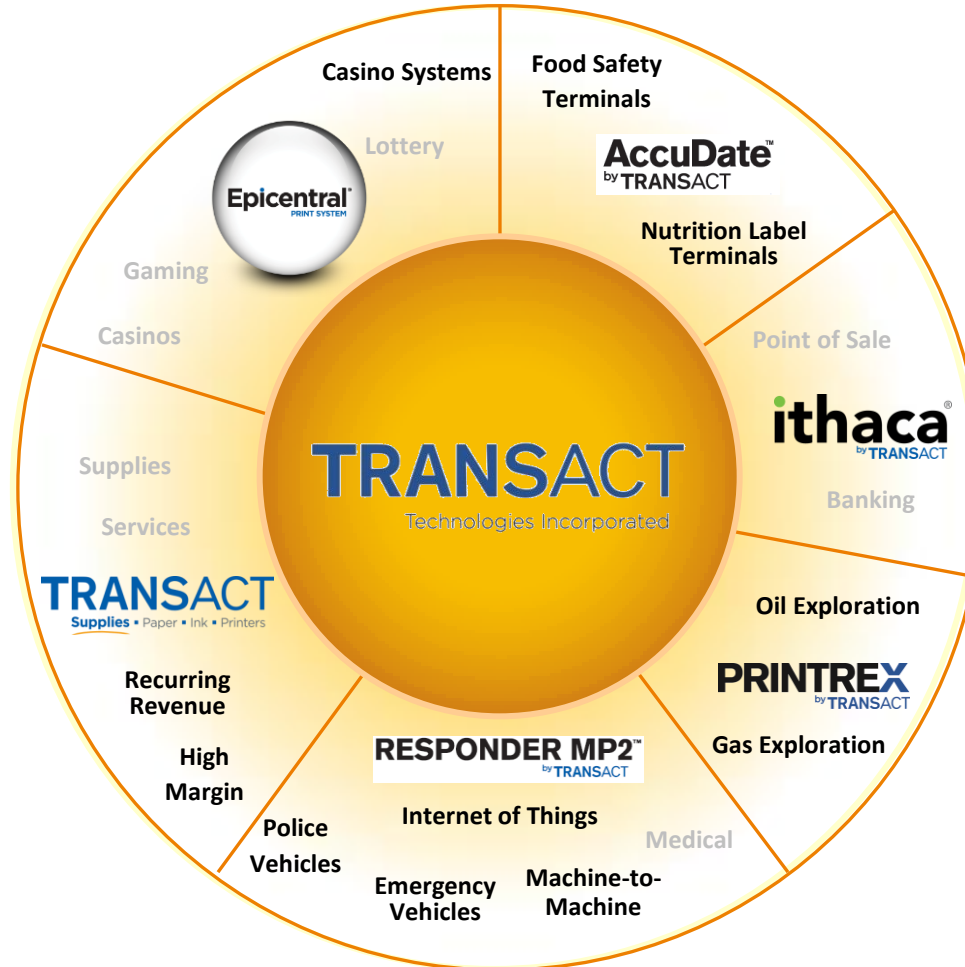 Casino Systems
Lottery
Epicentral®
PRINT SYSTEM
Gaming
Casinos
Food Safety
Terminals
AccuDate™
by TRANSACT
Nutrition Label
Terminals
Point of Sale
ithaca®
by TRANSACT
Banking
TRANSACT
Technologies Incorporated
Supplies
Services
TRANSACT
Supplies ▪ Paper ▪ Ink ▪ Printers
Recurring
Revenue
High
Margin
Oil Exploration
PRINTREX
by TRANSACT
Gas Exploration
RESPONDER MP2™
by TRANSACT
Internet of Things
Medical
Police
Vehicles
Emergency
Vehicles
Machine-to-
Machine